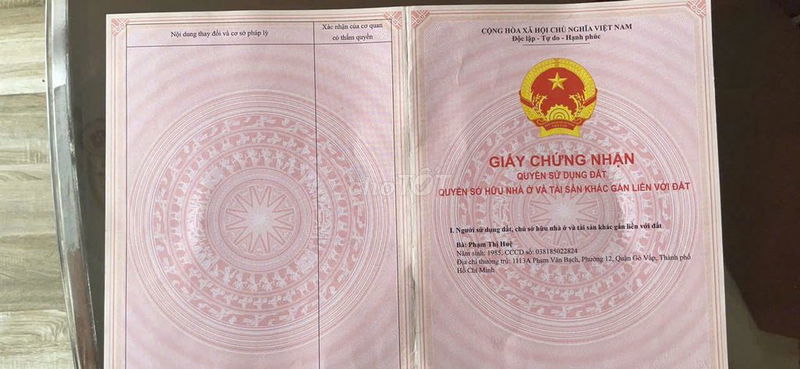 Nội dung thay đổi và cơ sở pháp lý
Xác nhận của cơ quan
có thẩm quyền
CỘNG HÒA XÃ HỘI CHỦ NGHĨA VIỆT NAM
Độc lập - Tự do - Hạnh phúc
GIẤY CHỨNG NHẬN
QUYỀN SỬ DỤNG ĐẤT
QUYỀN SỞ HỮU NHÀ Ở VÀ TÀI SẢN KHÁC GẮN LIỀN VỚI ĐẤT
I. Người sử dụng đất, chủ sở hữu nhà ở và tài sản khác gắn liền với đất
Bà: Phạm Thị Huệ
Năm sinh: 1985, CCCD số: 038185022824
Địa chỉ thường trú: 1H3A Phạm Văn Bạch, Phường 12, Quận Gò Vấp, Thành phố
Hồ Chí Minh
choTỐT